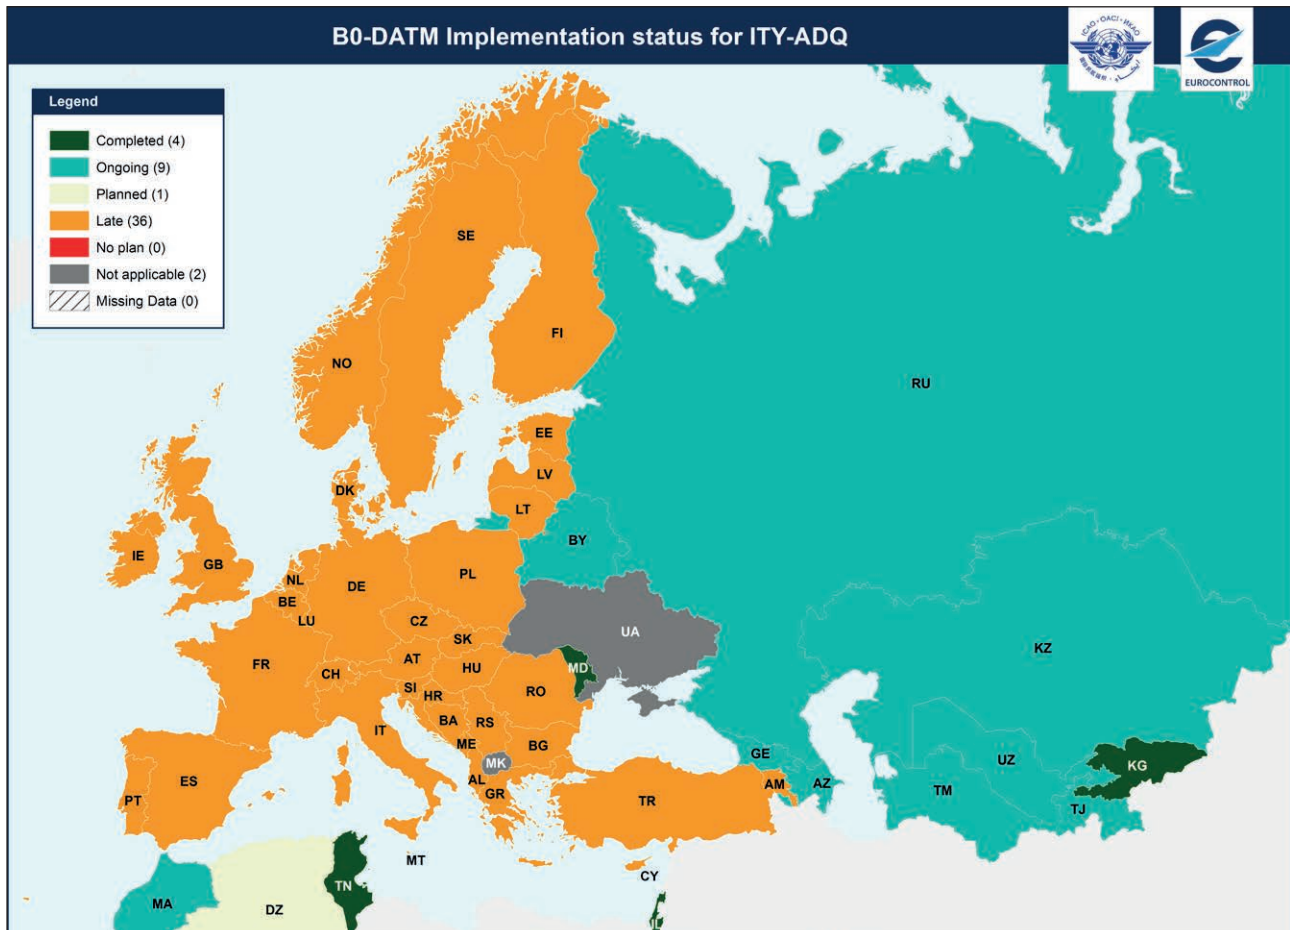 B0-DATM Implementation status for ITY-ADQ
ICAO · OACI · ИКАО
EUROCONTROL
Legend
Completed (4)
Ongoing (9)
Planned (1)
Late (36)
No plan (0)
Not applicable (2)
Missing Data (0)
SE
FI
NO
RU
EE
LV
DK
LT
BY
IE
GB
NL
DE
PL
BE
LU
CZ
UA
SK
KZ
FR
AT
HU
MD
CH
SI
HR
RO
BA
RS
IT
ME
BG
GE
UZ
MK
KG
ES
AL
AM
AZ
TM
PT
GR
TR
TJ
MT
CY
TN
MA
DZ
IL